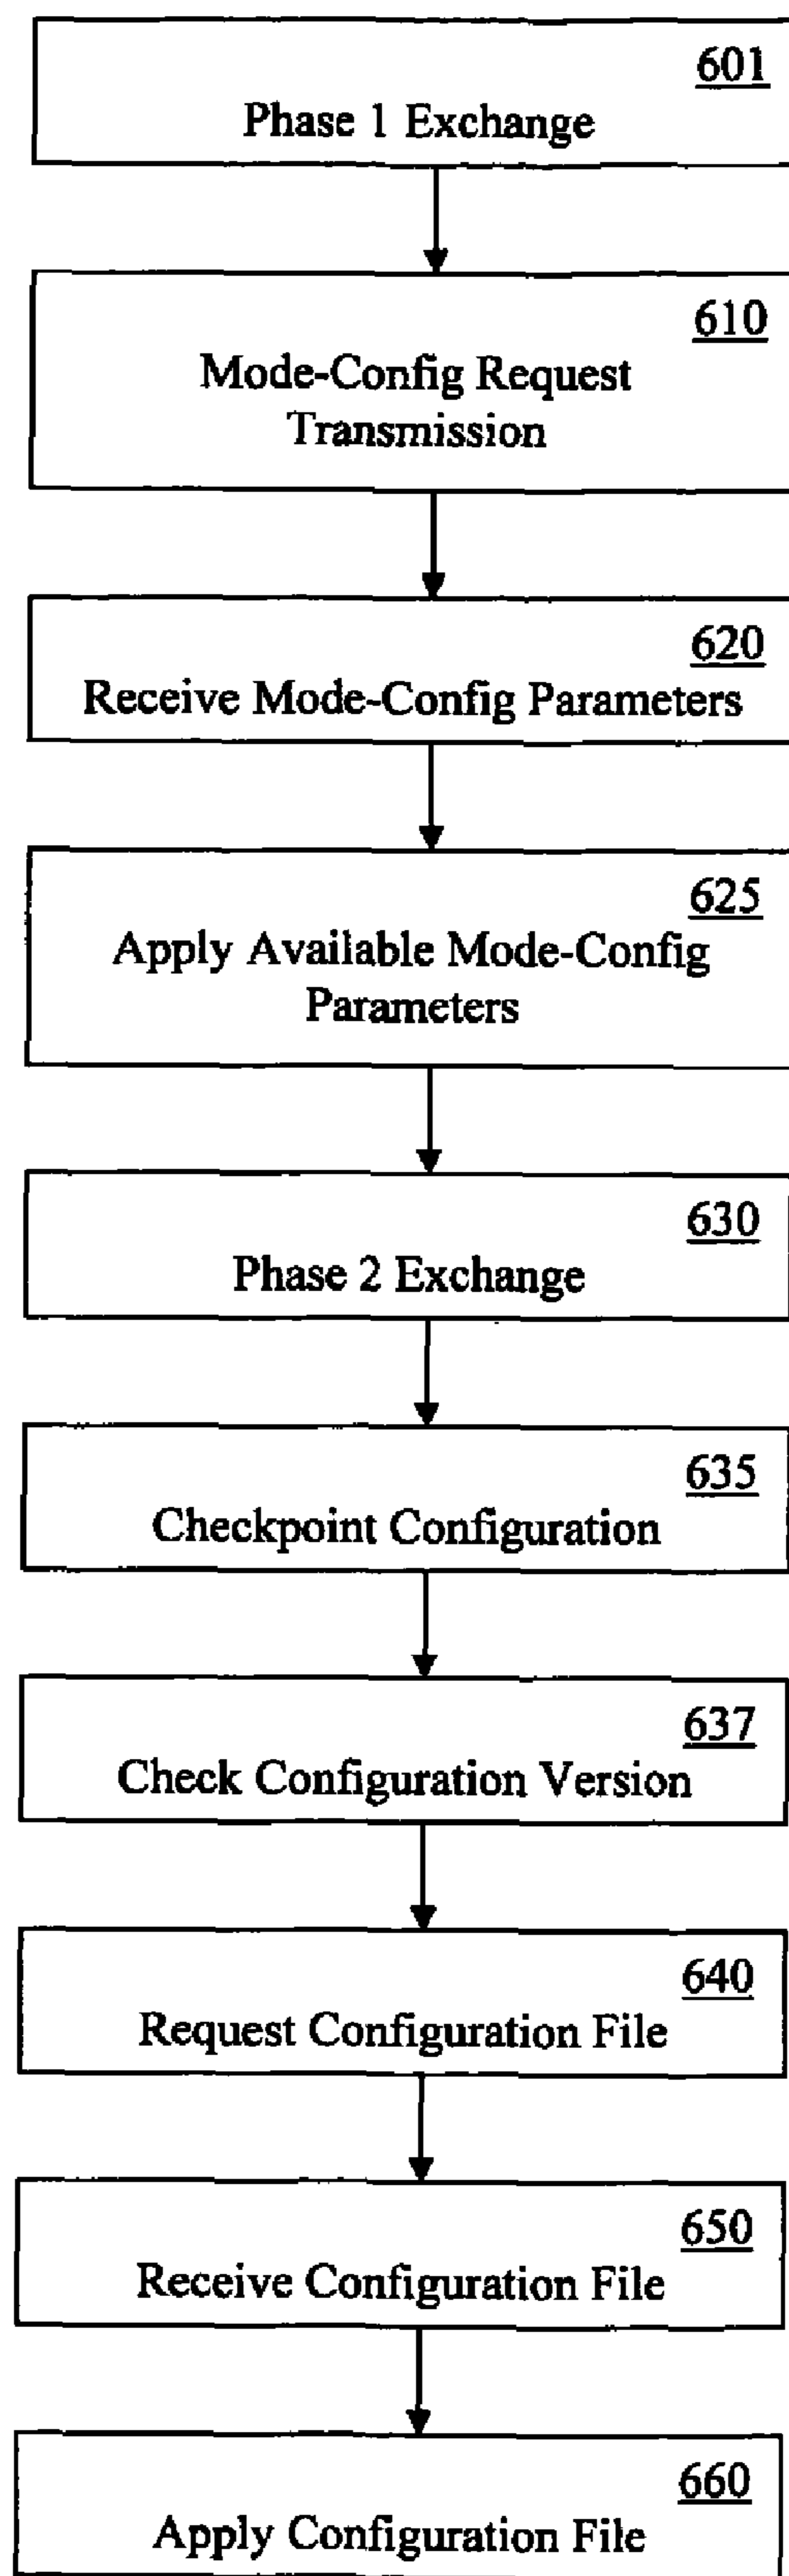 601
Phase 1 Exchange
610
Mode-Config Request
Transmission
620
Receive Mode-Config Parameters
625
Apply Available Mode-Config
Parameters
630
Phase 2 Exchange
635
Checkpoint Configuration
637
Check Configuration Version
640
Request Configuration File
650
Receive Configuration File
660
Apply Configuration File